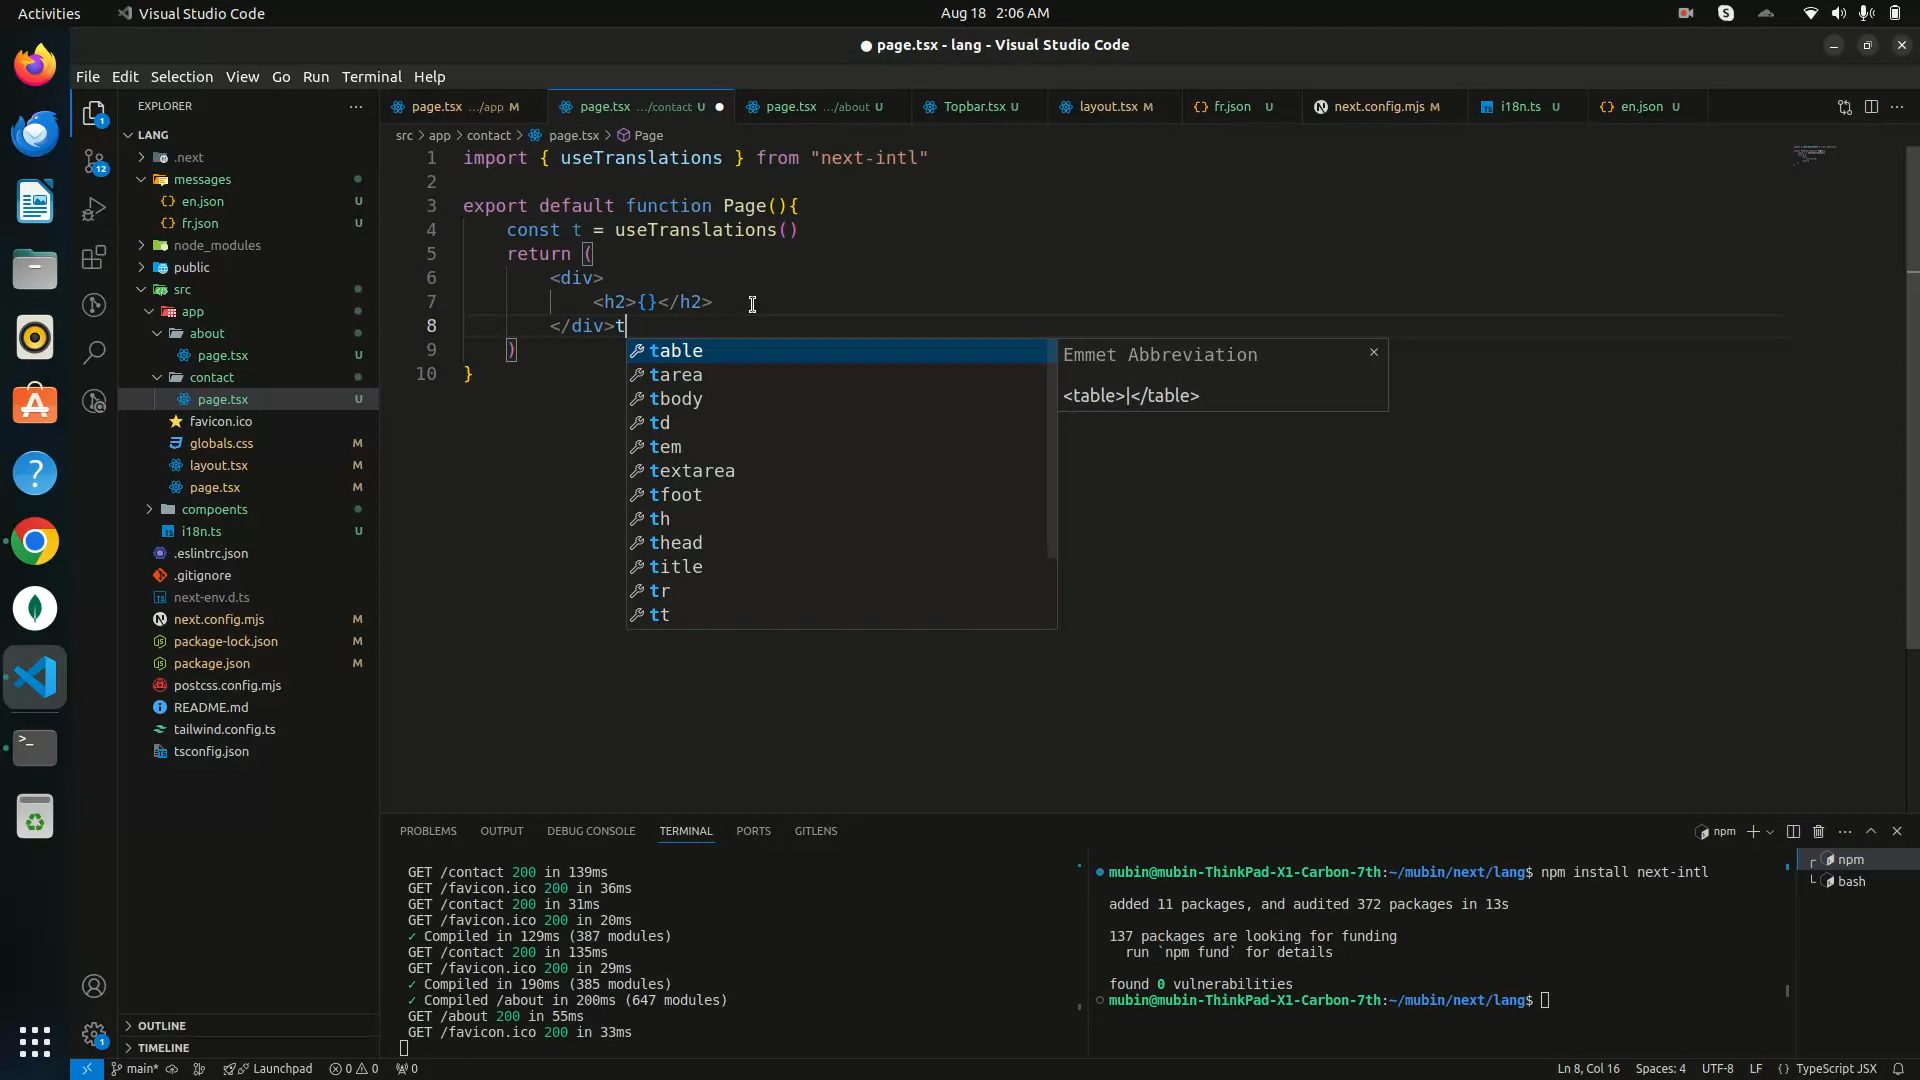 Activities
Visual Studio Code
Aug 18 2:06 AM
page.tsx - lang - Visual Studio Code
File Edit Selection View Go Run Terminal Help
EXPLORER
LANG
.next
messages
en.json U
fr.json U
node_modules
public
src
app
about
page.tsx U
contact
page.tsx U
favicon.ico
globals.css M
layout.tsx M
page.tsx M
compoents
i18n.ts U
.eslintrc.json
.gitignore
next-env.d.ts
next.config.mjs M
package-lock.json M
package.json M
postcss.config.mjs
README.md
tailwind.config.ts
tsconfig.json
OUTLINE
TIMELINE
page.tsx .../app M
page.tsx .../contact U
page.tsx .../about U
Topbar.tsx U
layout.tsx M
fr.json U
next.config.mjs M
i18n.ts U
en.json U
src > app > contact > page.tsx > Page
1 import { useTranslations } from "next-intl"
2
3 export default function Page(){
4 const t = useTranslations()
5 return (
6 <div>
7 <h2>{}</h2>
8 </div>t
9 )
10 }
table
tarea
tbody
td
tem
textarea
tfoot
th
thead
title
tr
tt
Emmet Abbreviation
<table>|</table>
PROBLEMS OUTPUT DEBUG CONSOLE TERMINAL PORTS GITLENS
npm
GET /contact 200 in 139ms
GET /favicon.ico 200 in 36ms
GET /contact 200 in 31ms
GET /favicon.ico 200 in 20ms
✓ Compiled in 129ms (387 modules)
GET /contact 200 in 135ms
GET /favicon.ico 200 in 29ms
✓ Compiled in 190ms (385 modules)
✓ Compiled /about in 200ms (647 modules)
GET /about 200 in 55ms
GET /favicon.ico 200 in 33ms
mubin@mubin-ThinkPad-X1-Carbon-7th:~/mubin/next/lang$ npm install next-intl
added 11 packages, and audited 372 packages in 13s
137 packages are looking for funding
run `npm fund` for details
found 0 vulnerabilities
mubin@mubin-ThinkPad-X1-Carbon-7th:~/mubin/next/lang$
npm
bash
main* Launchpad 0 0 0
Ln 8, Col 16 Spaces: 4 UTF-8 LF {} TypeScript JSX
1
12
1